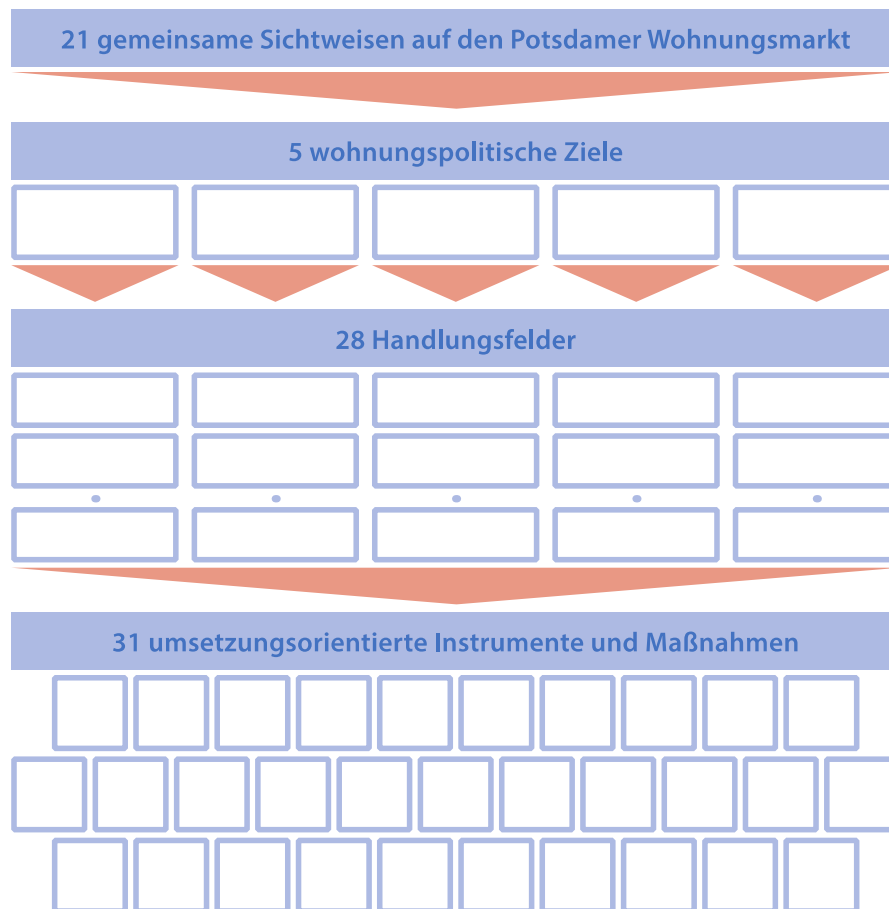 21 gemeinsame Sichtweisen auf den Potsdamer Wohnungsmarkt
5 wohnungspolitische Ziele
28 Handlungsfelder
31 umsetzungsorientierte Instrumente und Maßnahmen